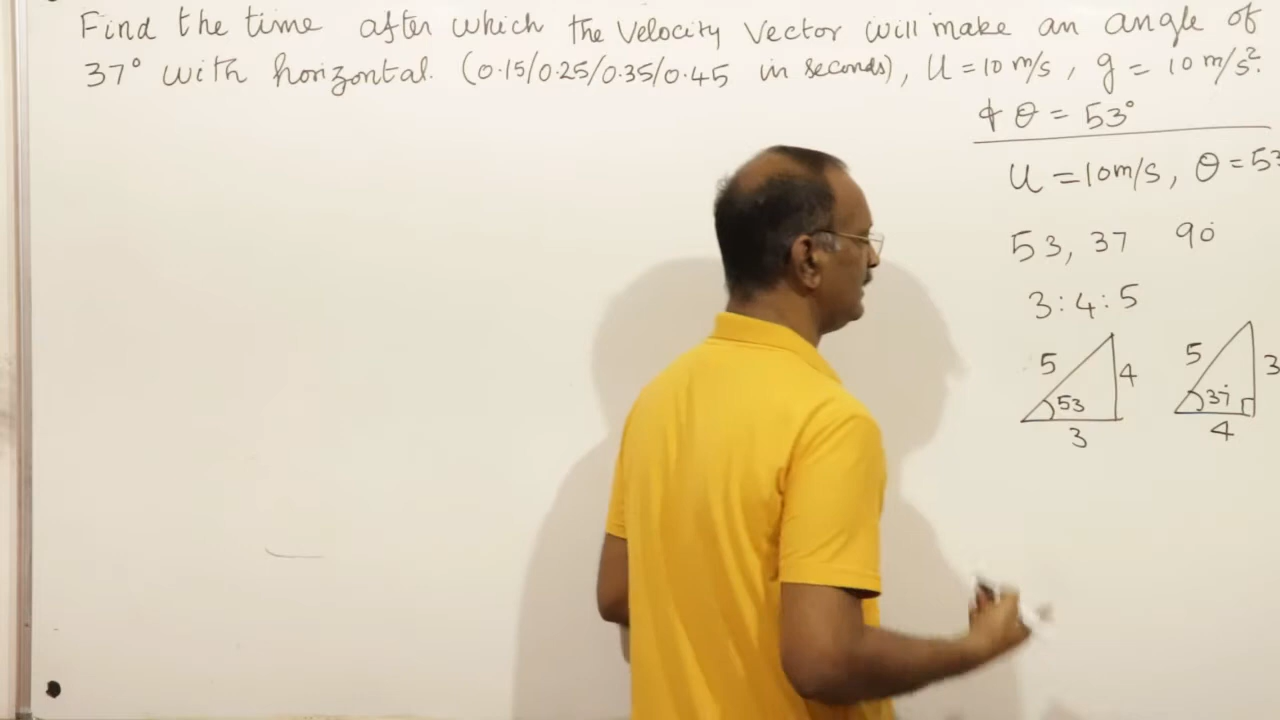 Find the time after which the Velocity Vector will make an angle of
37° with horizontal. (0.15/0.25/0.35/0.45 in seconds), U = 10 m/s, g = 10 m/s².
& θ = 53°
U = 10m/s, θ = 53
53, 37 90°
3:4:5
5 4 53 3
5 3 37° 4